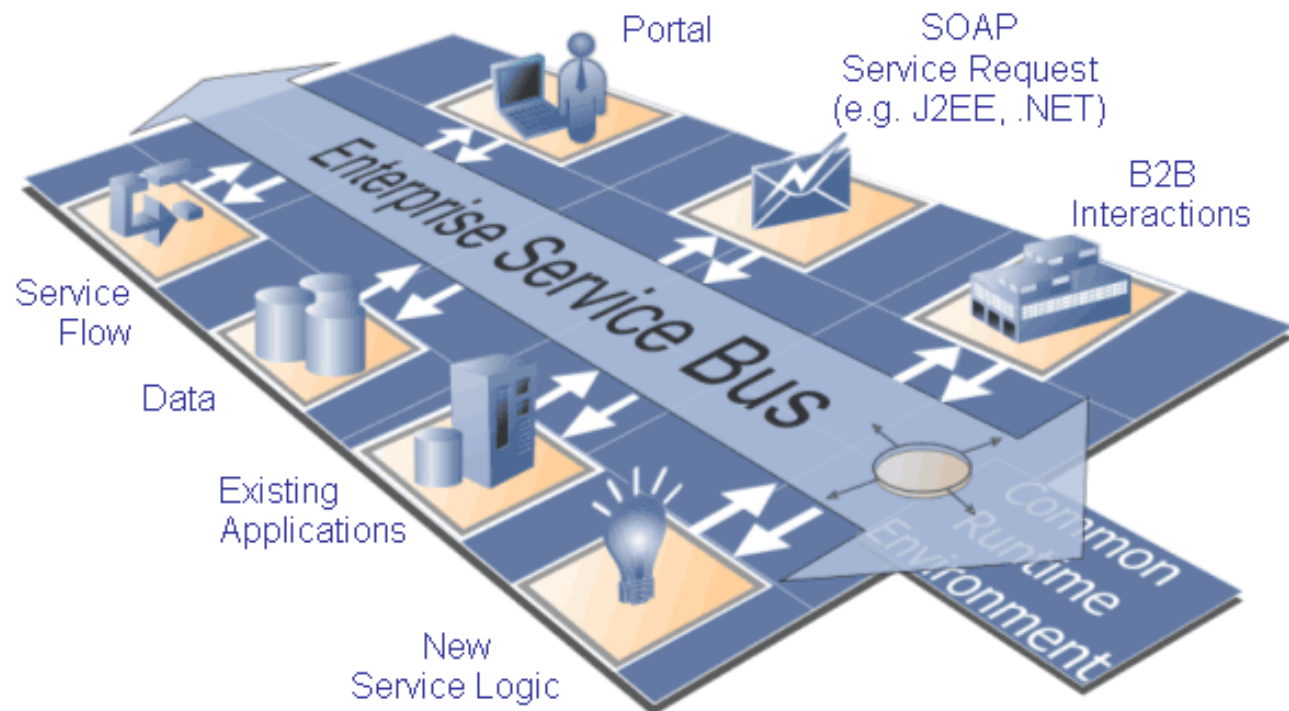 Portal
SOAP
Service Request
(e.g. J2EE, .NET)
B2B
Interactions
Enterprise Service Bus
Service
Flow
Data
Existing
Applications
New
Service Logic
Common
Runtime
Environment